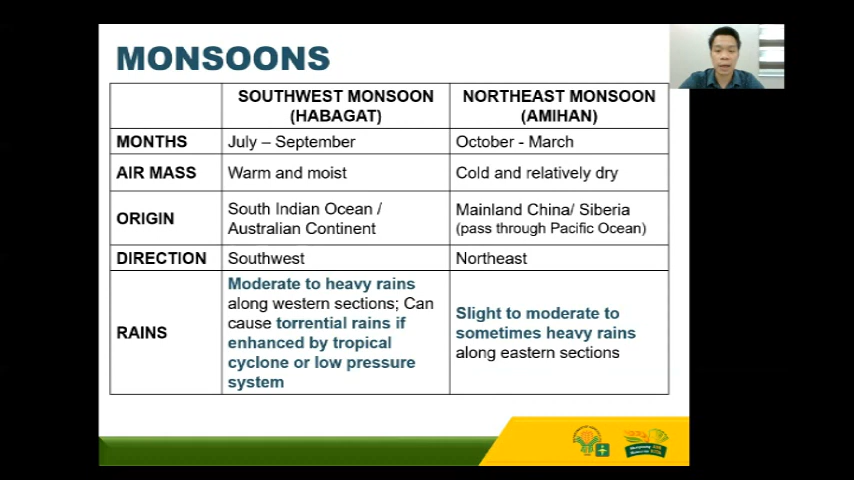 MONSOONS
SOUTHWEST MONSOON
(HABAGAT)
NORTHEAST MONSOON
(AMIHAN)
MONTHS
July – September
October - March
AIR MASS
Warm and moist
Cold and relatively dry
ORIGIN
South Indian Ocean /
Australian Continent
Mainland China/ Siberia
(pass through Pacific Ocean)
DIRECTION
Southwest
Northeast
RAINS
Moderate to heavy rains
along western sections; Can
cause torrential rains if
enhanced by tropical
cyclone or low pressure
system
Slight to moderate to
sometimes heavy rains
along eastern sections